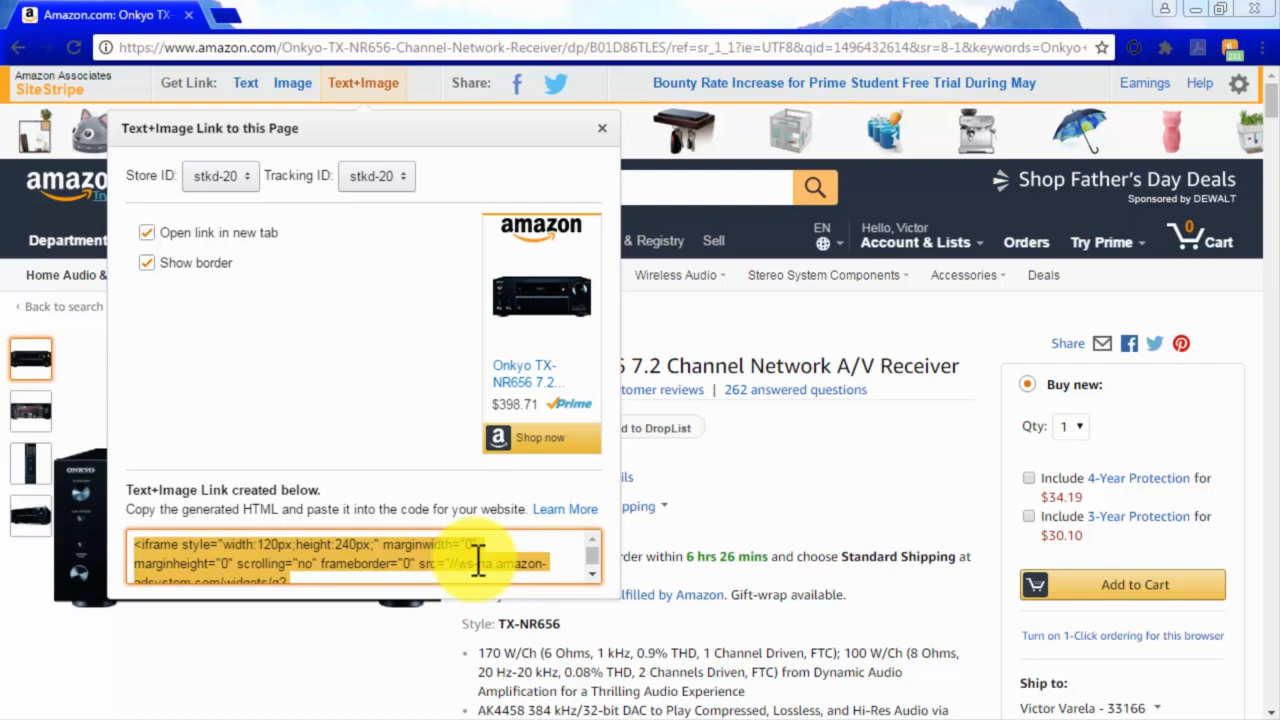 Amazon.com: Onkyo TX-
https://www.amazon.com/Onkyo-TX-NR656-Channel-Network-Receiver/dp/B01D86TLES/ref=sr_1_1?ie=UTF8&qid=1496432614&sr=8-1&keywords=Onkyo+
231
Amazon Associates
SiteStripe
Get Link: Text Image Text+Image Share: Bounty Rate Increase for Prime Student Free Trial During May Earnings Help
Text+Image Link to this Page
Store ID: stkd-20 Tracking ID: stkd-20
Open link in new tab
Show border
amazon
Onkyo TX-
NR656 7.2...
$398.71 Prime
a Shop now
Text+Image Link created below.
Copy the generated HTML and paste it into the code for your website. Learn More
<iframe style="width:120px;height:240px;" marginwidth="0"
marginheight="0" scrolling="no" frameborder="0" src="//ws-na.amazon-
adsystem.com/widgets/q?
amazo
Try
Shop Father's Day Deals
Sponsored by DEWALT
Department
& Registry Sell
EN
Hello, Victor
Account & Lists Orders Try Prime 0 Cart
Home Audio &
Wireless Audio Stereo System Components Accessories Deals
‹ Back to search
ONKYO
Share
7.2 Channel Network A/V Receiver
tomer reviews | 262 answered questions
d to DropList
ils
pping
rder within 6 hrs 26 mins and choose Standard Shipping at
lfilled by Amazon. Gift-wrap available.
Style: TX-NR656
• 170 W/Ch (6 Ohms, 1 kHz, 0.9% THD, 1 Channel Driven, FTC); 100 W/Ch (8 Ohms,
20 Hz-20 kHz, 0.08% THD, 2 Channels Driven, FTC) from Dynamic Audio
Amplification for a Thrilling Audio Experience
• AK4458 384 kHz/32-bit DAC to Play Compressed, Lossless, and Hi-Res Audio via
Buy new:
Qty: 1
Include 4-Year Protection for
$34.19
Include 3-Year Protection for
$30.10
Add to Cart
Turn on 1-Click ordering for this browser
Ship to:
Victor Varela - 33166